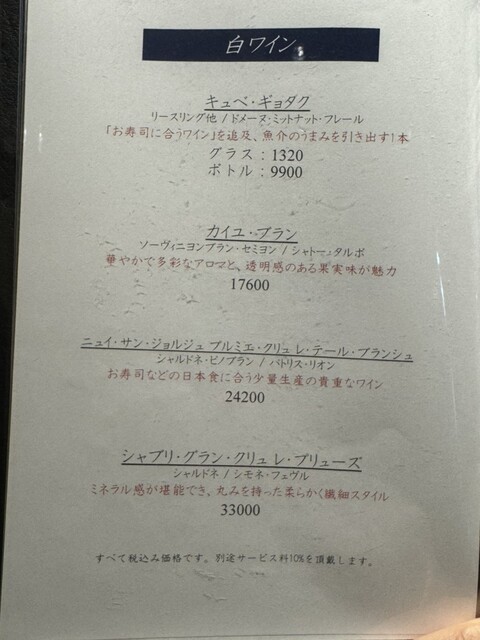 白ワイン
キュベ・ギョダク
リースリング他 / ドメーヌ・ミットナット・フレール
「お寿司に合うワイン」を追及、魚介のうまみを引き出す1本
グラス : 1320
ボトル : 9900
カイユ・ブラン
ソーヴィニヨンブラン・セミヨン / シャトー・タルボ
華やかで多彩なアロマと、透明感のある果実味が魅力
17600
ニュイ・サン・ジョルジュ プルミエ・クリュ レ・テール・ブランシュ
シャルドネ・ピノブラン / パトリス・リオン
お寿司などの日本食に合う少量生産の貴重なワイン
24200
シャブリ・グラン・クリュ レ・プリューズ
シャルドネ / シモネ・フェヴル
ミネラル感が堪能でき、丸みを持った柔らかく繊細スタイル
33000
すべて税込み価格です。別途サービス料10%を頂戴します。